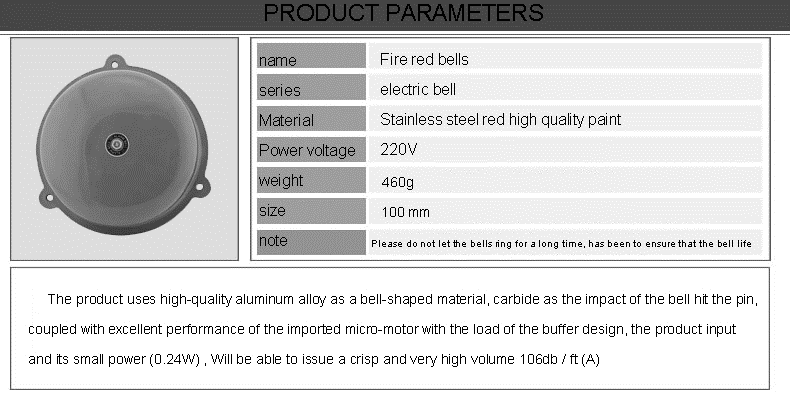 PRODUCT PARAMETERS
name Fire red bells
series electric bell
Material Stainless steel red high quality paint
Power voltage 220V
weight 460g
size 100 mm
note Please do not let the bells ring for a long time, has been to ensure that the bell life
The product uses high-quality aluminum alloy as a bell-shaped material, carbide as the impact of the bell hit the pin,
coupled with excellent performance of the imported micro-motor with the load of the buffer design, the product input
and its small power (0.24W) , Will be able to issue a crisp and very high volume 106db / ft (A)